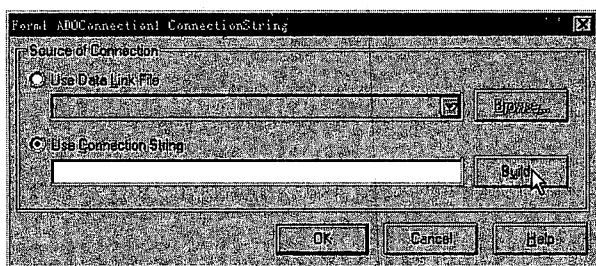 Form1.ADOConnection1 ConnectionString
Source of Connection
Use Data Link File
Browse...
Use Connection String
Build...
OK
Cancel
Help